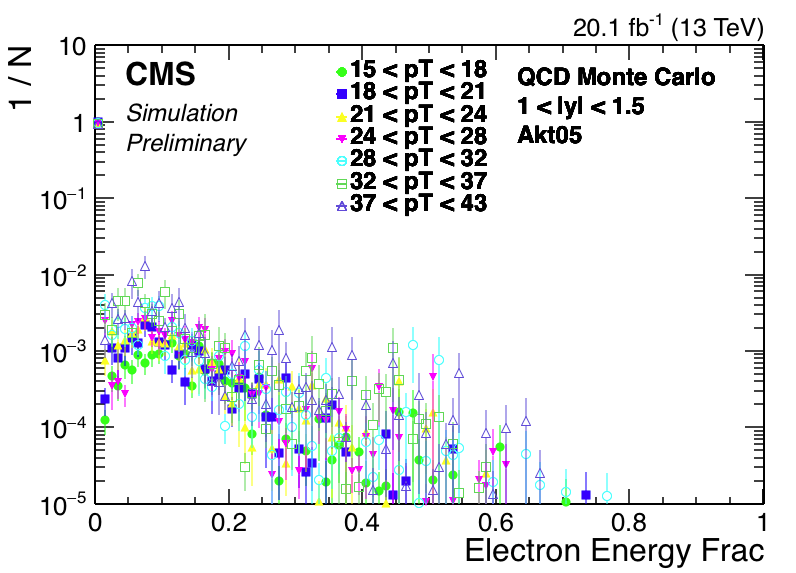 20.1 fb⁻¹ (13 TeV)
1 / N
CMS
Simulation
Preliminary
15 < pT < 18
18 < pT < 21
21 < pT < 24
24 < pT < 28
28 < pT < 32
32 < pT < 37
37 < pT < 43
QCD Monte Carlo
1 < |y| < 1.5
Akt05
10
1
10⁻¹
10⁻²
10⁻³
10⁻⁴
10⁻⁵
0 0.2 0.4 0.6 0.8 1
Electron Energy Frac